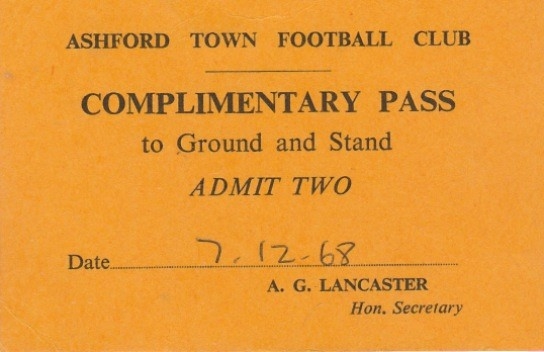 ASHFORD TOWN FOOTBALL CLUB
COMPLIMENTARY PASS
to Ground and Stand
ADMIT TWO
Date 7.12.68
A. G. LANCASTER
Hon. Secretary